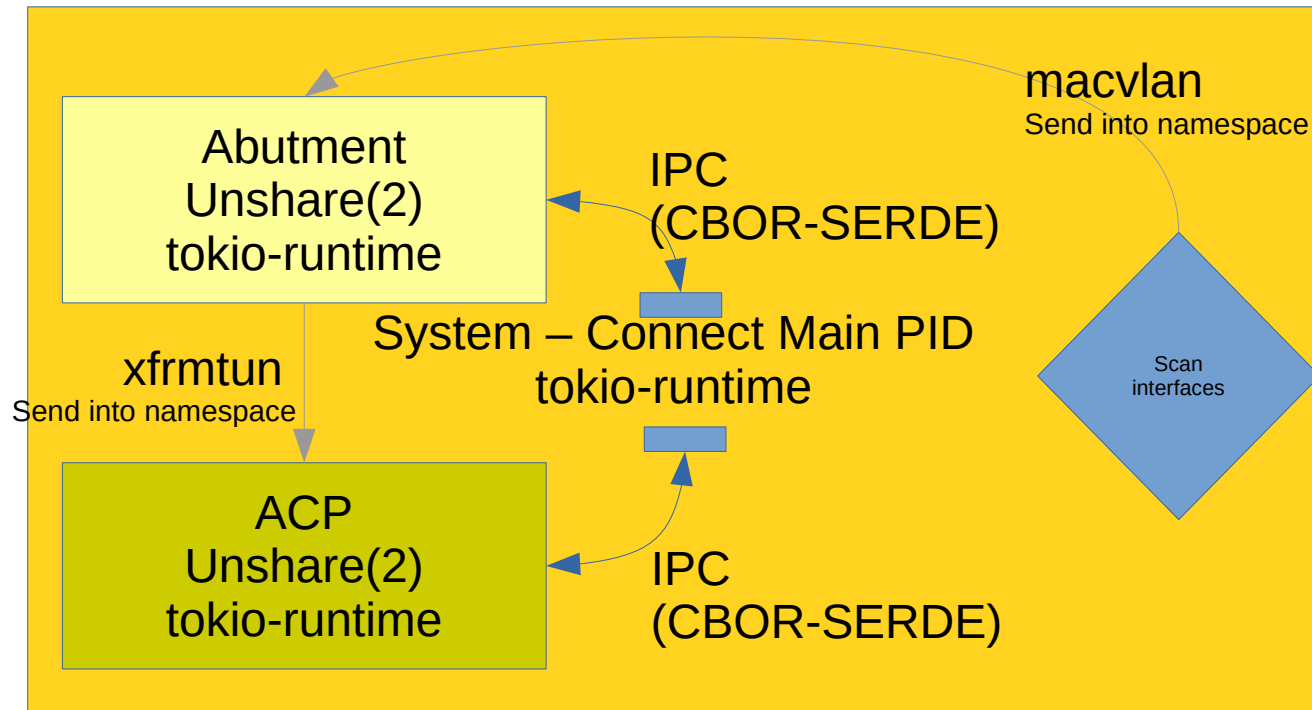 macvlan
Send into namespace
Abutment
Unshare(2)
tokio-runtime
IPC
(CBOR-SERDE)
System – Connect Main PID
tokio-runtime
Scan
interfaces
xfrmtun
Send into namespace
ACP
Unshare(2)
tokio-runtime
IPC
(CBOR-SERDE)